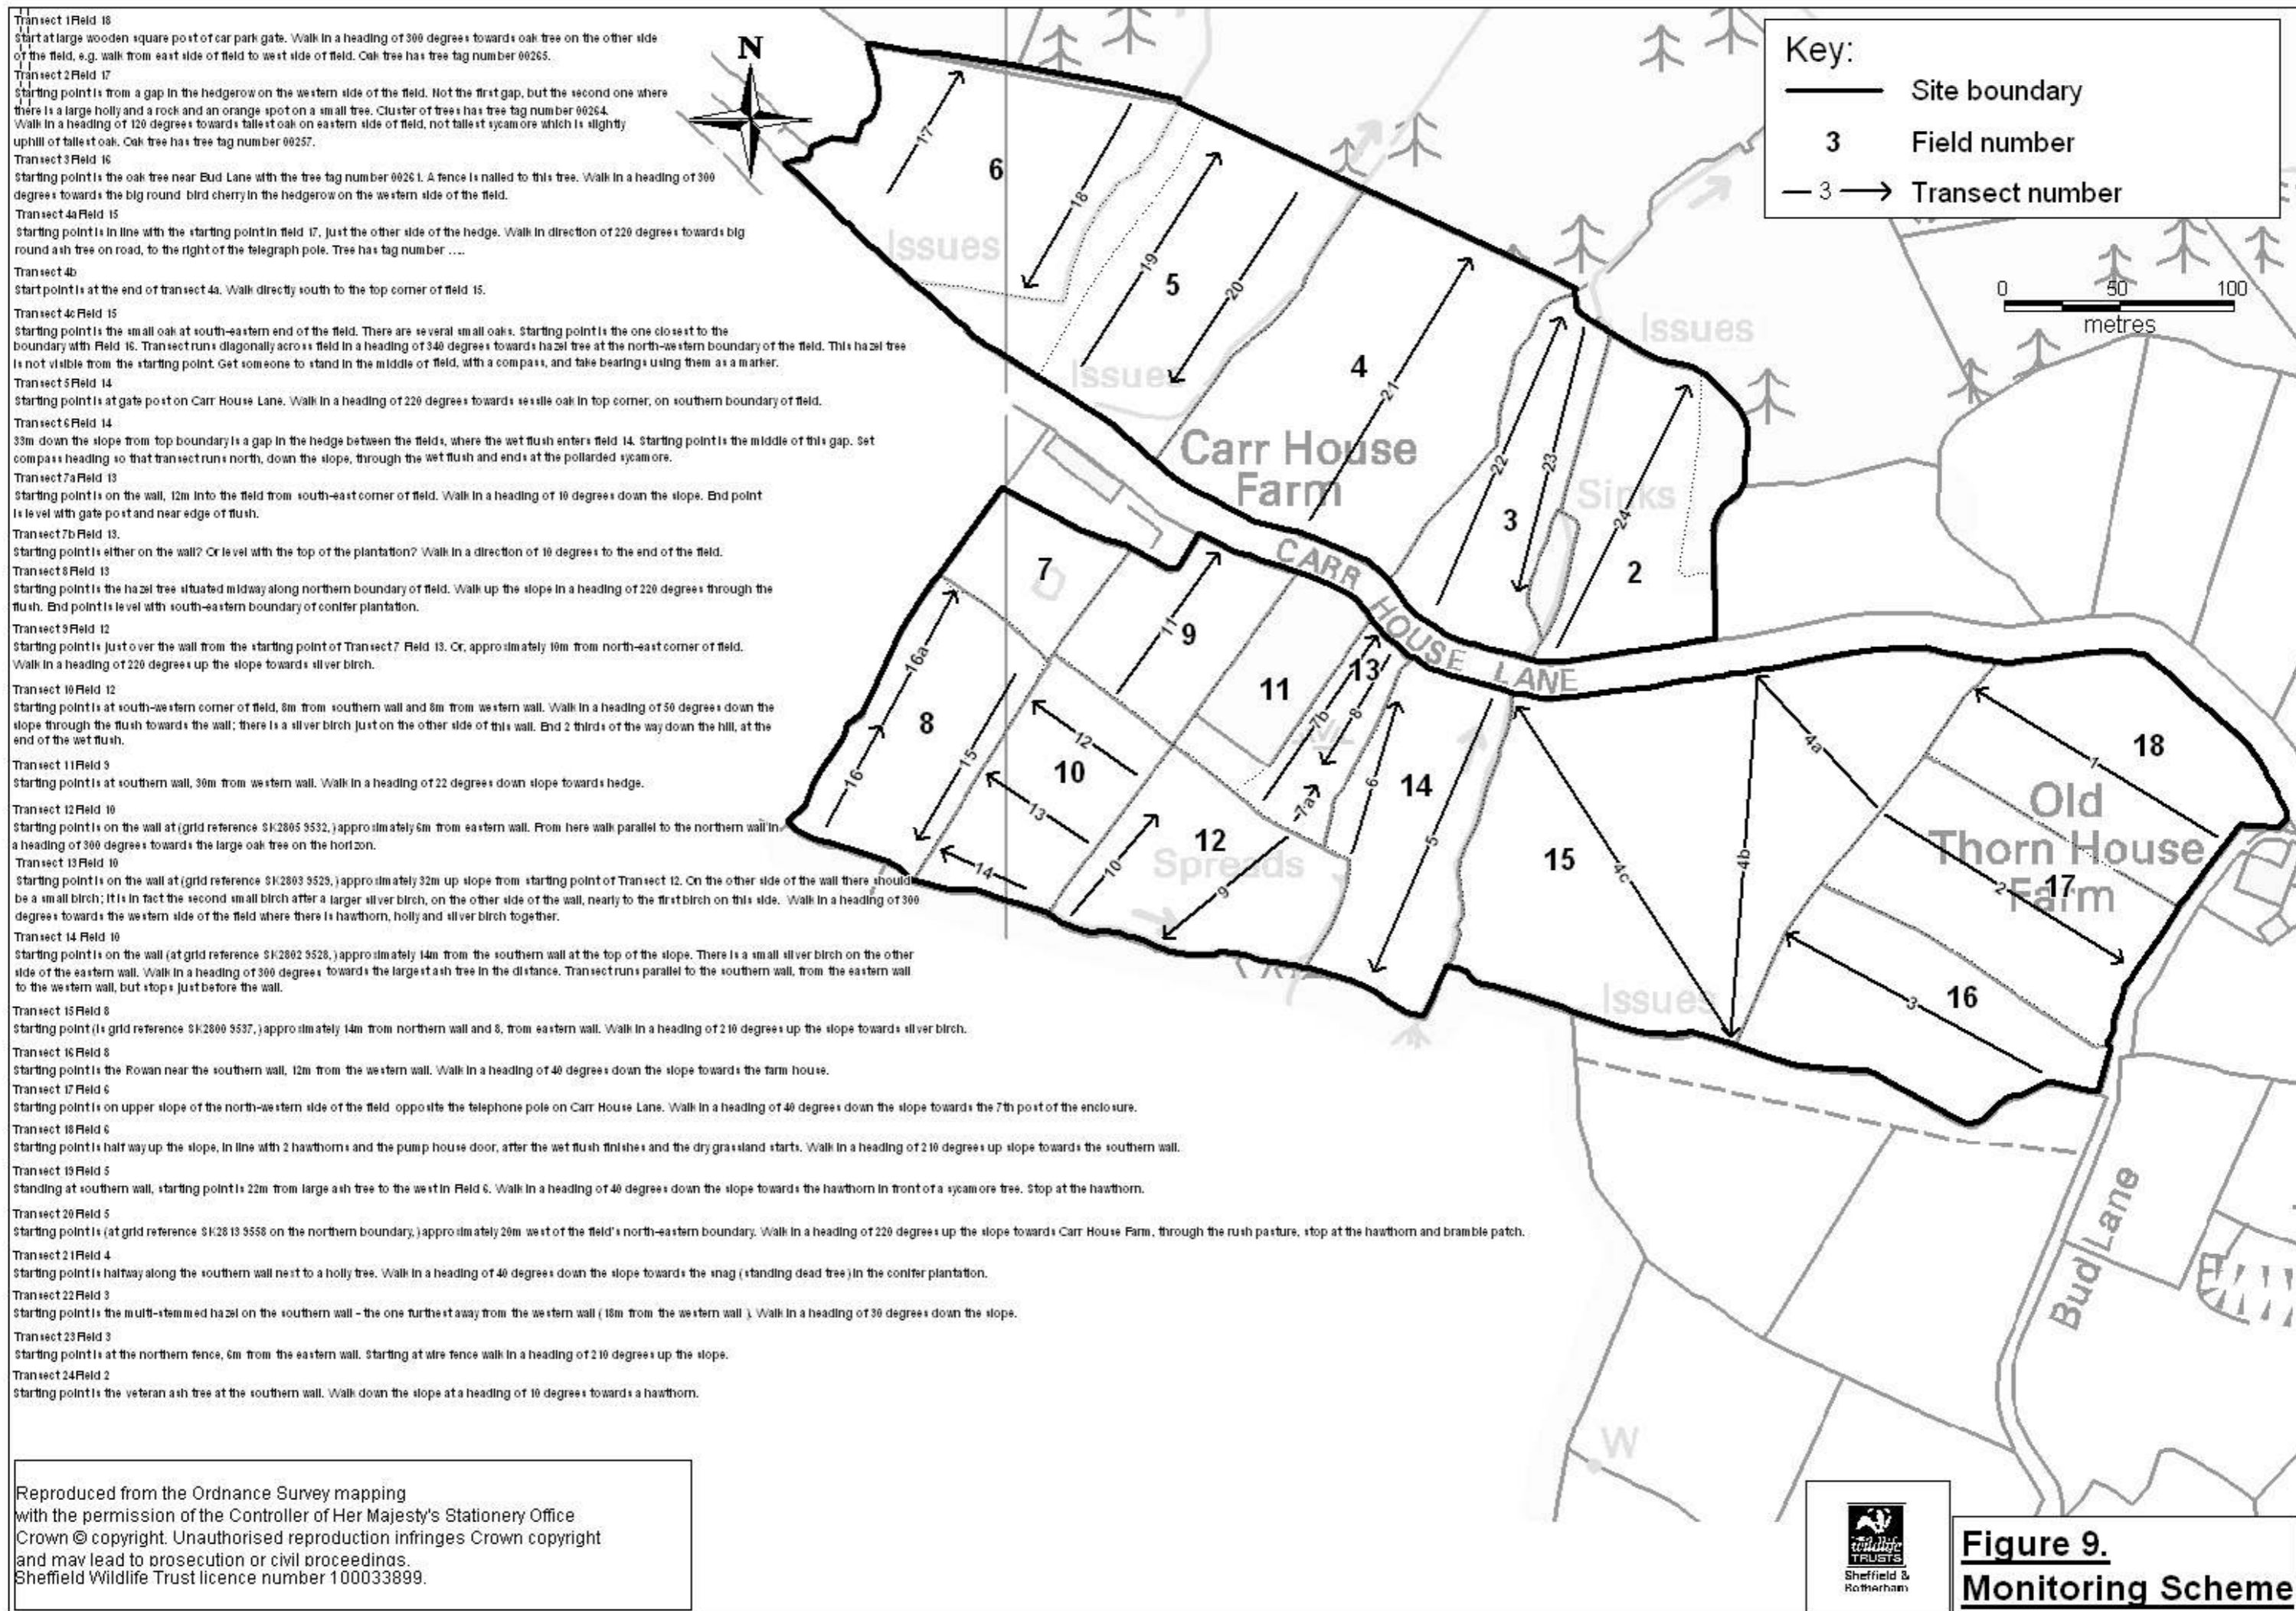 Transect 1 Field 18
Start at large wooden square post of car park gate. Walk in a heading of 300 degrees towards oak tree on the other side
of the field, e.g. walk from east side of field to west side of field. Oak tree has tree tag number 00265.
Transect 2 Field 17
Starting point is from a gap in the hedgerow on the western side of the field. Not the first gap, but the second one where
there is a large holly and a rock and an orange spot on a small tree. Cluster of trees has tree tag number 00264.
Walk in a heading of 120 degrees towards tallest oak on eastern side of field, not tallest sycamore which is slightly
uphill of tallest oak. Oak tree has tree tag number 00257.
Transect 3 Field 16
Starting point is the oak tree near Bud Lane with the tree tag number 00261. A fence is nailed to this tree. Walk in a heading of 300
degrees towards the big round bird cherry in the hedgerow on the western side of the field.
Transect 4a Field 15
Starting point is in line with the starting point in field 17, just the other side of the hedge. Walk in direction of 220 degrees towards big
round ash tree on road, to the right of the telegraph pole. Tree has tag number ....
Transect 4b
Start point is at the end of transect 4a. Walk directly south to the top corner of field 15.
Transect 4c Field 15
Starting point is the small oak at south-eastern end of the field. There are several small oaks. Starting point is the one closest to the
boundary with Field 16. Transect runs diagonally across field in a heading of 340 degrees towards hazel tree at the north-western boundary of the field. This hazel tree
is not visible from the starting point. Get someone to stand in the middle of field, with a compass, and take bearings using them as a marker.
Transect 5 Field 14
Starting point is at gate post on Carr House Lane. Walk in a heading of 220 degrees towards sessile oak in top corner, on southern boundary of field.
Transect 6 Field 14
33m down the slope from top boundary is a gap in the hedge between the fields, where the wet flush enters field 14. Starting point is the middle of this gap. Set
compass heading so that transect runs north, down the slope, through the wet flush and ends at the pollarded sycamore.
Transect 7a Field 13
Starting point is on the wall, 12m into the field from south-east corner of field. Walk in a heading of 10 degrees down the slope. End point
is level with gate post and near edge of flush.
Transect 7b Field 13.
Starting point is either on the wall? Or level with the top of the plantation? Walk in a direction of 10 degrees to the end of the field.
Transect 8 Field 13
Starting point is the hazel tree situated midway along northern boundary of field. Walk up the slope in a heading of 220 degrees through the
flush. End point is level with south-eastern boundary of conifer plantation.
Transect 9 Field 12
Starting point is just over the wall from the starting point of Transect 7 Field 13. Or, approximately 10m from north-east corner of field.
Walk in a heading of 220 degrees up the slope towards silver birch.
Transect 10 Field 12
Starting point is at south-western corner of field, 8m from southern wall and 8m from western wall. Walk in a heading of 50 degrees down the
slope through the flush towards the wall; there is a silver birch just on the other side of this wall. End 2 thirds of the way down the hill, at the
end of the wet flush.
Transect 11 Field 9
Starting point is at southern wall, 30m from western wall. Walk in a heading of 22 degrees down slope towards hedge.
Transect 12 Field 10
Starting point is on the wall at (grid reference SK2805 9532,) approximately 6m from eastern wall. From here walk parallel to the northern wall in
a heading of 300 degrees towards the large oak tree on the horizon.
Transect 13 Field 10
Starting point is on the wall at (grid reference SK2803 9529,) approximately 32m up slope from starting point of Transect 12. On the other side of the wall there should
be a small birch; it is in fact the second small birch after a larger silver birch, on the other side of the wall, nearly to the first birch on this side. Walk in a heading of 300
degrees towards the western side of the field where there is hawthorn, holly and silver birch together.
Transect 14 Field 10
Starting point is on the wall (at grid reference SK2802 9528,) approximately 14m from the southern wall at the top of the slope. There is a small silver birch on the other
side of the eastern wall. Walk in a heading of 300 degrees towards the largest ash tree in the distance. Transect runs parallel to the southern wall, from the eastern wall
to the western wall, but stops just before the wall.
Transect 15 Field 8
Starting point (is grid reference SK2800 9537,) approximately 14m from northern wall and 8, from eastern wall. Walk in a heading of 210 degrees up the slope towards silver birch.
Transect 16 Field 8
Starting point is the Rowan near the southern wall, 12m from the western wall. Walk in a heading of 40 degrees down the slope towards the farm house.
Transect 17 Field 6
Starting point is on upper slope of the north-western side of the field opposite the telephone pole on Carr House Lane. Walk in a heading of 40 degrees down the slope towards the 7th post of the enclosure.
Transect 18 Field 6
Starting point is half way up the slope, in line with 2 hawthorns and the pump house door, after the wet flush finishes and the dry grassland starts. Walk in a heading of 210 degrees up slope towards the southern wall.
Transect 19 Field 5
Standing at southern wall, starting point is 22m from large ash tree to the west in Field 6. Walk in a heading of 40 degrees down the slope towards the hawthorn in front of a sycamore tree. Stop at the hawthorn.
Transect 20 Field 5
Starting point is (at grid reference SK2813 9558 on the northern boundary,) approximately 20m west of the field's north-eastern boundary. Walk in a heading of 220 degrees up the slope towards Carr House Farm, through the rush pasture, stop at the hawthorn and bramble patch.
Transect 21 Field 4
Starting point is halfway along the southern wall next to a holly tree. Walk in a heading of 40 degrees down the slope towards the snag (standing dead tree) in the conifer plantation.
Transect 22 Field 3
Starting point is the multi-stemmed hazel on the southern wall - the one furthest away from the western wall (18m from the western wall). Walk in a heading of 30 degrees down the slope.
Transect 23 Field 3
Starting point is at the northern fence, 6m from the eastern wall. Starting at wire fence walk in a heading of 210 degrees up the slope.
Transect 24 Field 2
Starting point is the veteran ash tree at the southern wall. Walk down the slope at a heading of 10 degrees towards a hawthorn.
Reproduced from the Ordnance Survey mapping
with the permission of the Controller of Her Majesty's Stationery Office
Crown © copyright. Unauthorised reproduction infringes Crown copyright
and may lead to prosecution or civil proceedings.
Sheffield Wildlife Trust licence number 100033899.
N
Key:
Site boundary
3 Field number
3 Transect number
0 50 100
metres
17
6
18
Issues
19
5
20
Issues
4
21
Carr House
Farm
22
3
23
Issues
Sinks
24
2
CARR HOUSE LANE
7
11
9
16a
8
16
15
12
10
13
14
11
13
7b
8
7a
6
14
5
12
10
9
Spreads
15
4c
4b
4a
Issues
1
18
Old
Thorn House
Farm
2
17
3
16
Bud Lane
W
wildlife
TRUSTS
Sheffield &
Rotherham
Figure 9.
Monitoring Scheme